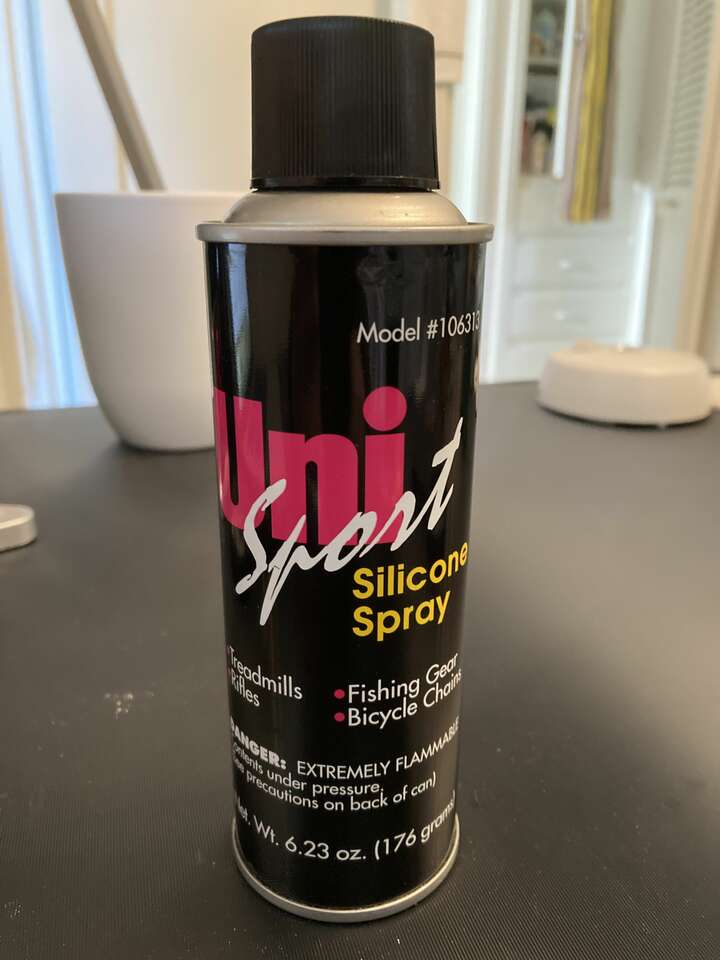 Model #106313
Uni
Sport
Silicone
Spray
•Treadmills
•Rifles
•Fishing Gear
•Bicycle Chains
DANGER: EXTREMELY FLAMMABLE
contents under pressure.
precautions on back of can)
Wt. 6.23 oz. (176 grams)